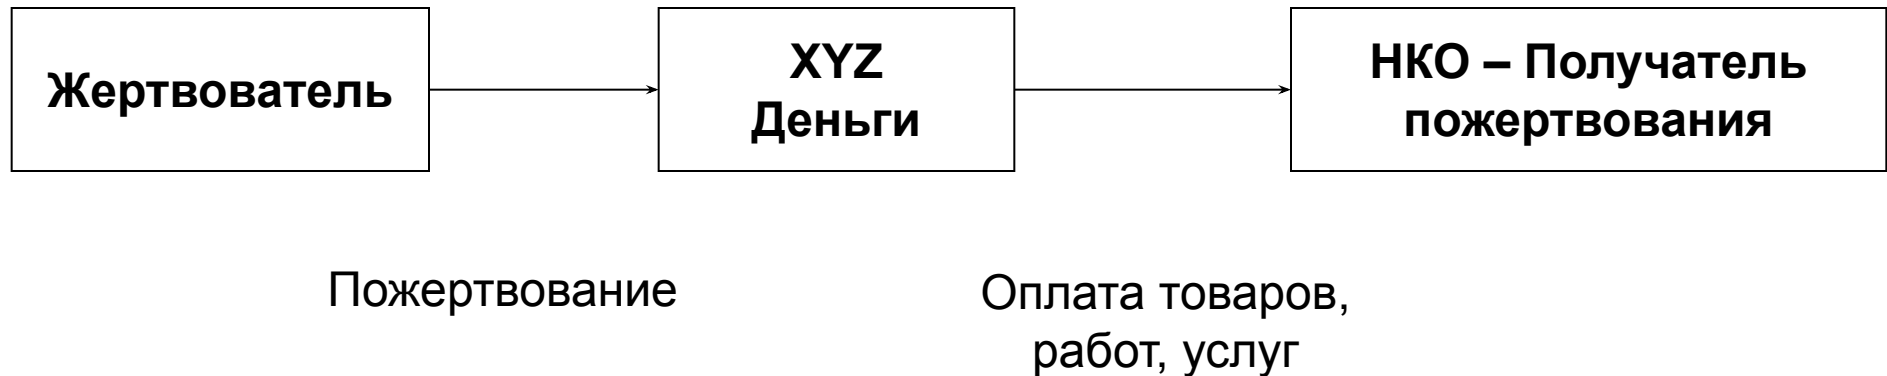 Жертвователь
XYZ
Деньги
НКО – Получатель
пожертвования
Пожертвование
Оплата товаров,
работ, услуг